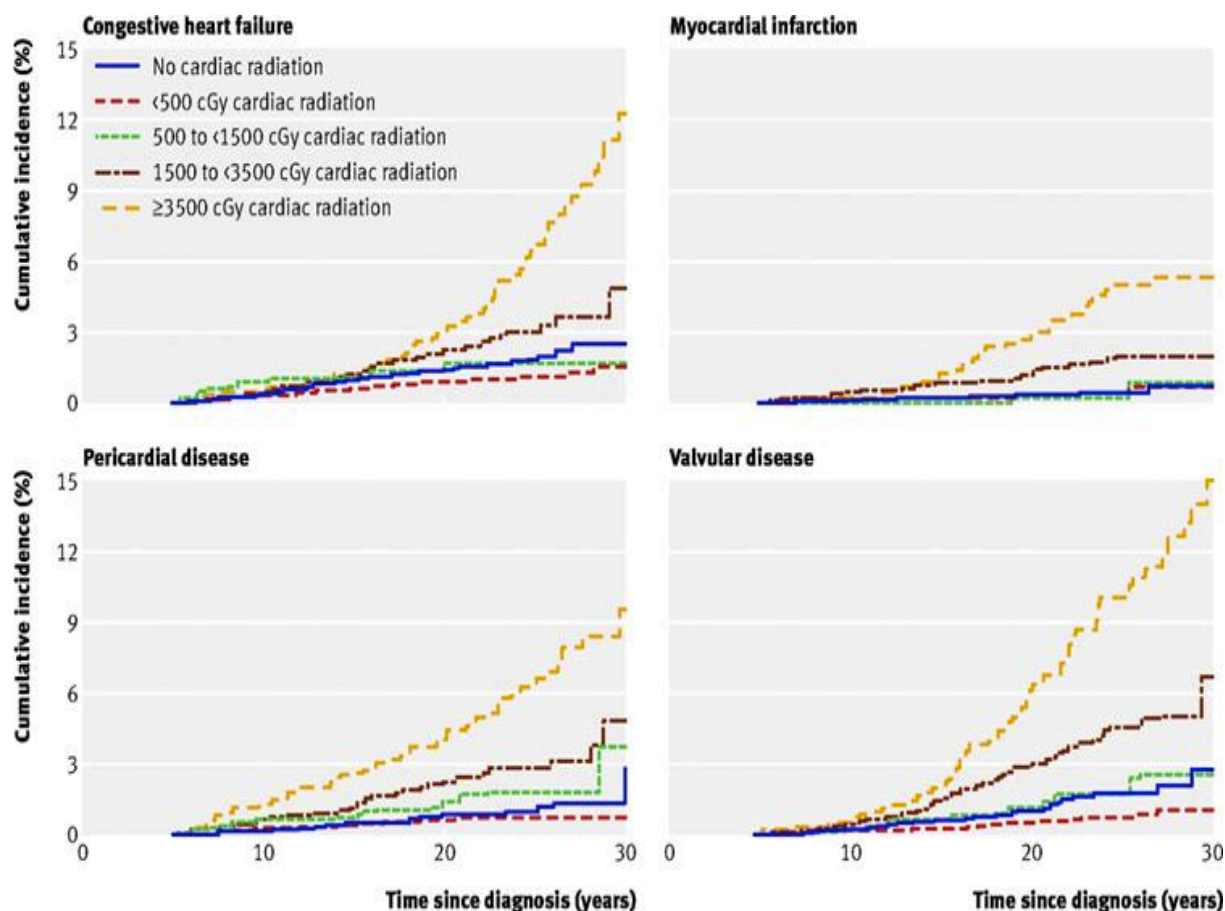 Congestive heart failure
Myocardial infarction
Cumulative incidence (%)
15
12
9
6
3
0
No cardiac radiation
<500 cGy cardiac radiation
500 to <1500 cGy cardiac radiation
1500 to <3500 cGy cardiac radiation
≥3500 cGy cardiac radiation
Pericardial disease
Valvular disease
Cumulative incidence (%)
15
12
9
6
3
0
0 10 20 30
0 10 20 30
Time since diagnosis (years)
Time since diagnosis (years)